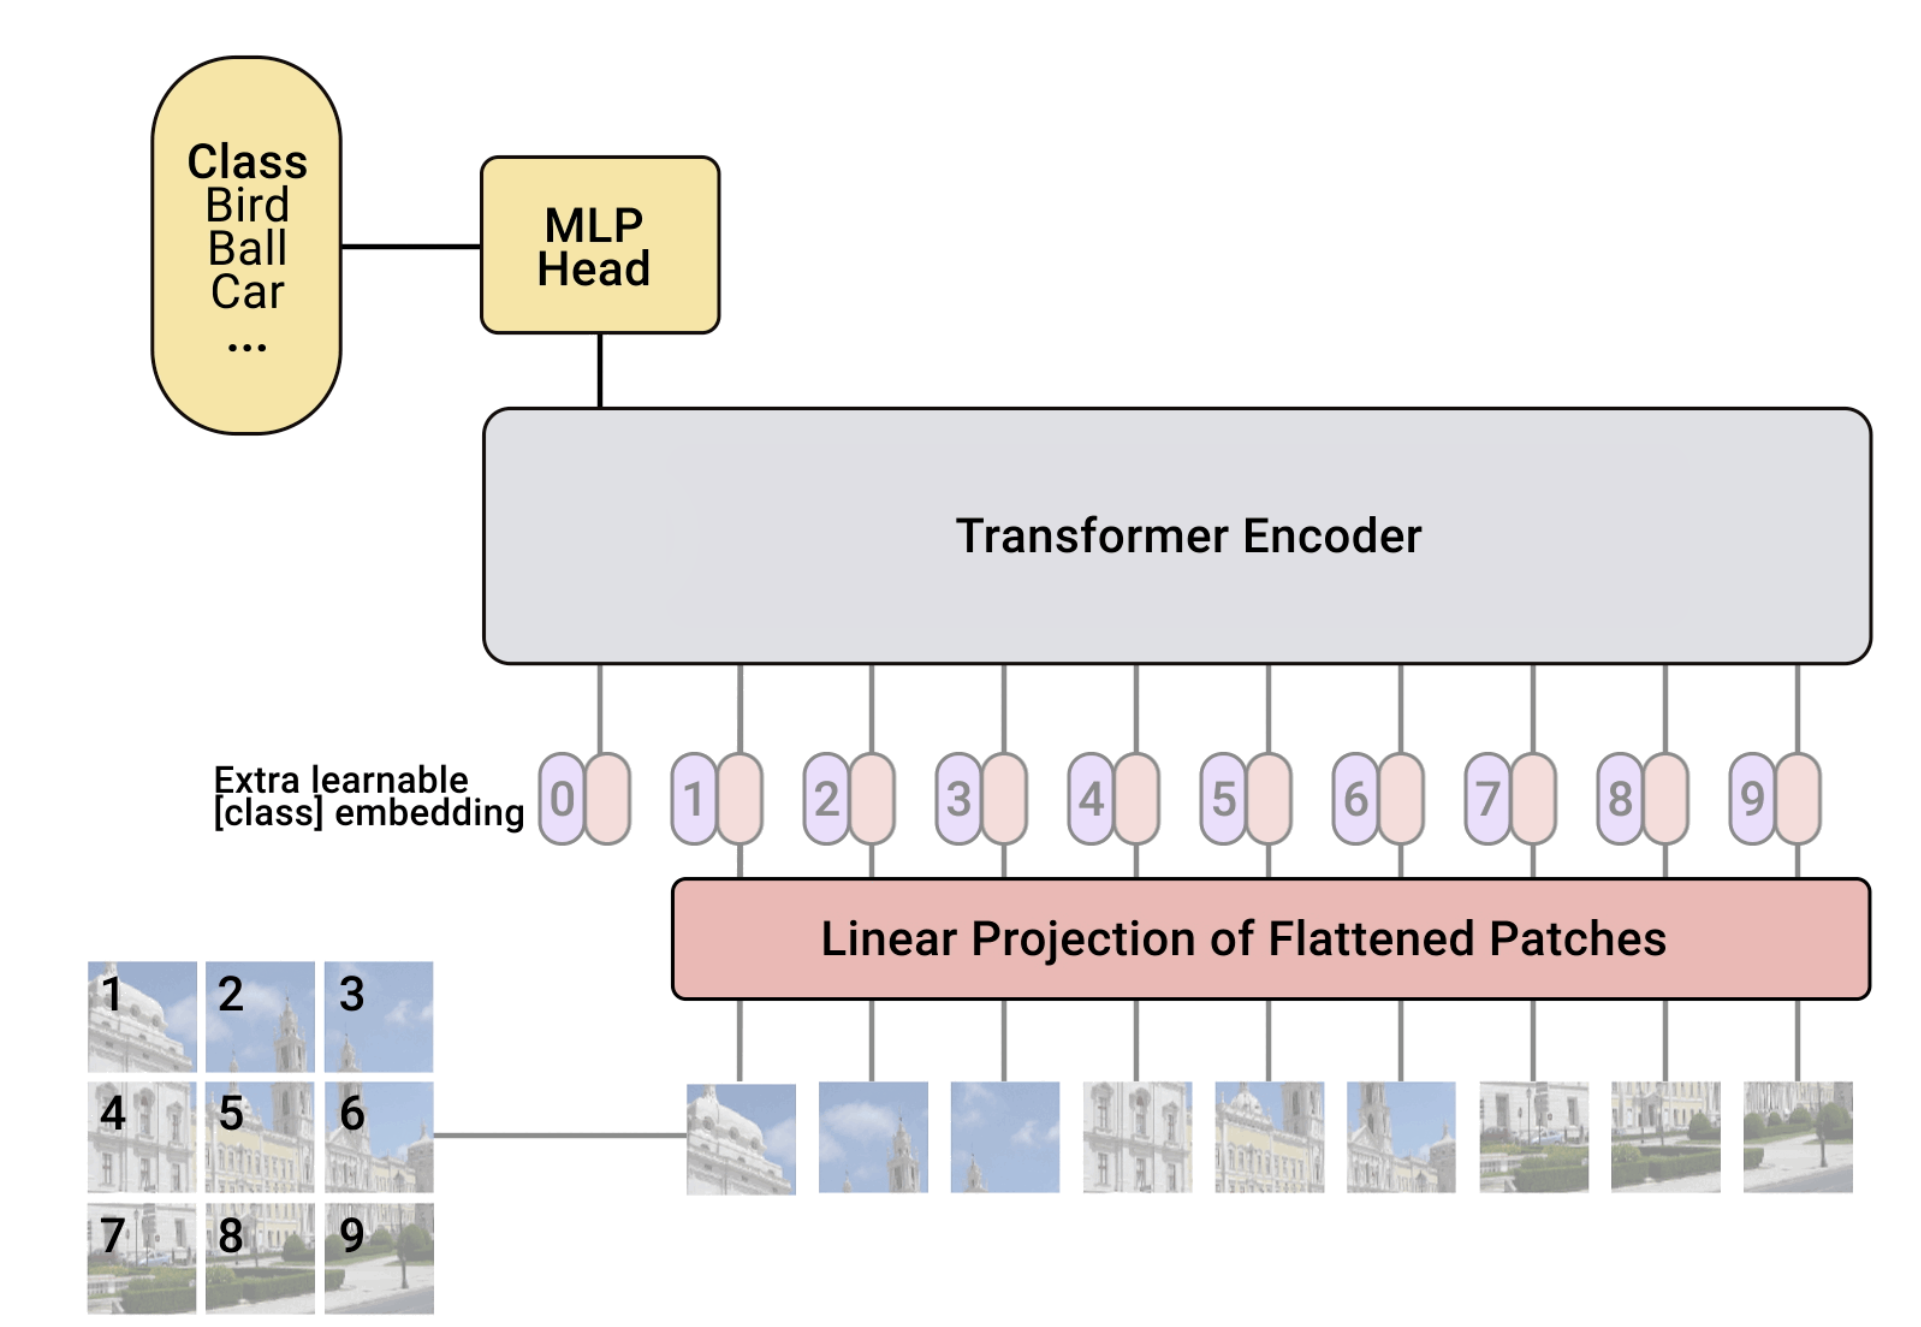 Class
Bird
Ball
Car
...
MLP
Head
Transformer Encoder
Extra learnable
[class] embedding
0 1 2 3 4 5 6 7 8 9
Linear Projection of Flattened Patches
1 2 3
4 5 6
7 8 9